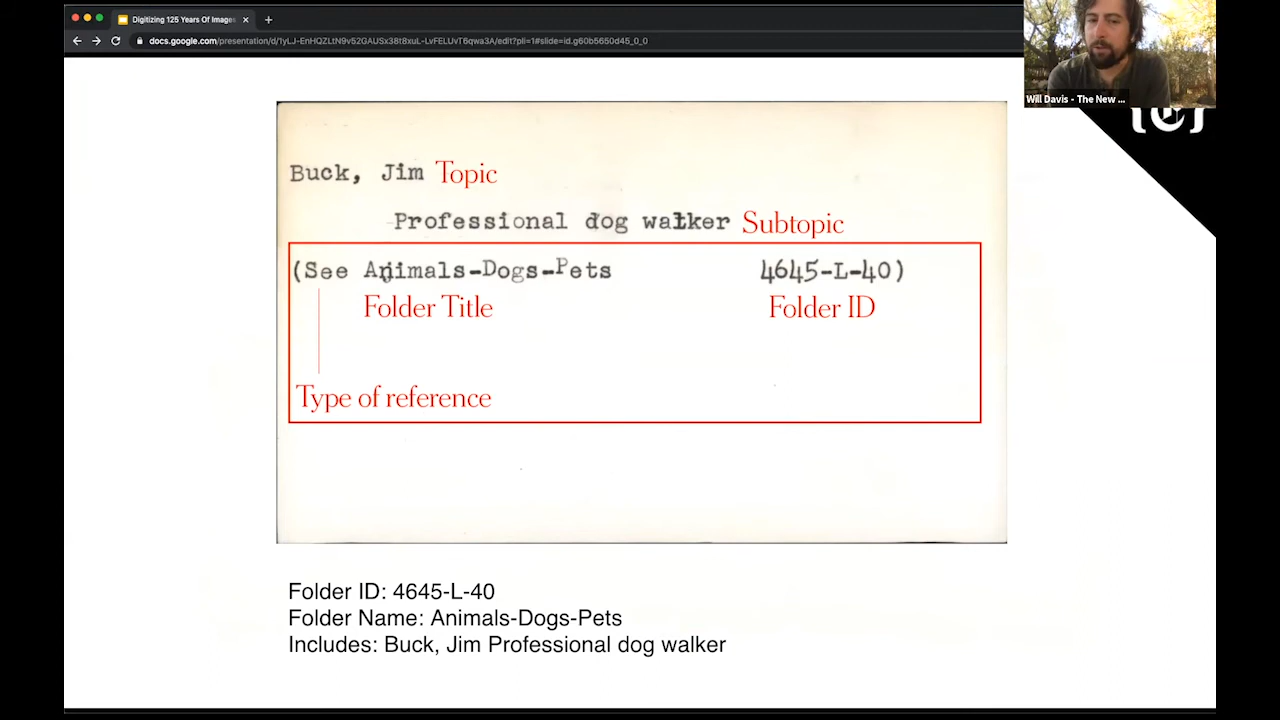 Digitizing 125 Years Of Images
docs.google.com/presentation/d/1yLJ-EnHQZLtN9v52GAUSx38t8xuL-LvFELUvT6qwa3A/edit?pli=1#slide=id.g60b5650d45_0_0
Will Davis - The New ...
Buck, Jim Topic
Professional dog walker Subtopic
(See Animals-Dogs-Pets 4645-L-40)
Folder Title Folder ID
Type of reference
Folder ID: 4645-L-40
Folder Name: Animals-Dogs-Pets
Includes: Buck, Jim Professional dog walker